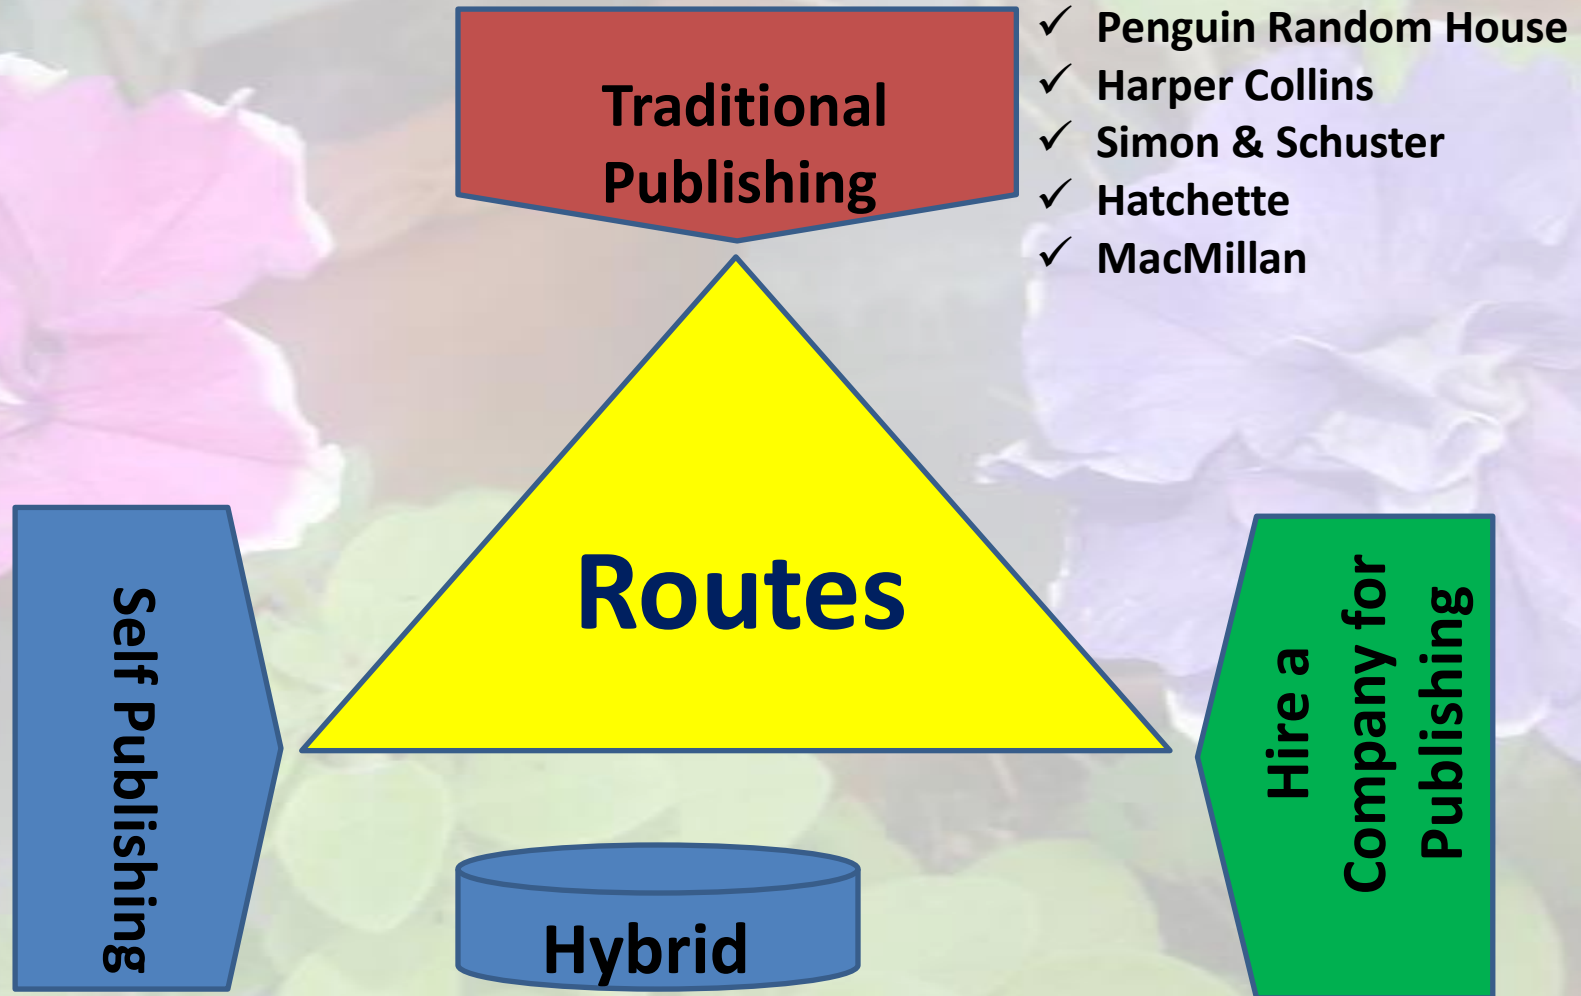 Traditional
Publishing
✓ Penguin Random House
✓ Harper Collins
✓ Simon & Schuster
✓ Hatchette
✓ MacMillan
Routes
Self Publishing
Hire a
Company for
Publishing
Hybrid